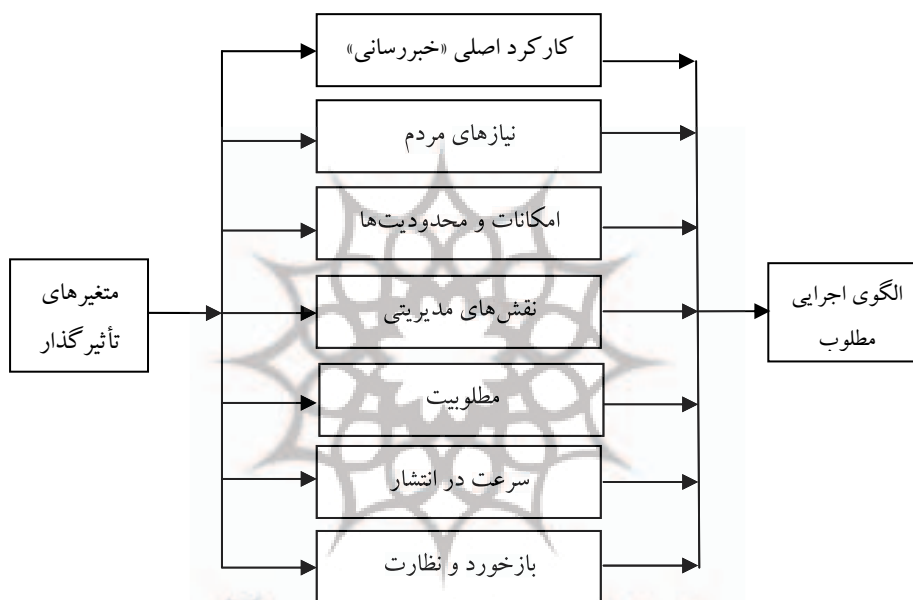 کارکرد اصلی «خبررسانی»
نیازهای مردم
امکانات و محدودیت‌ها
متغیرهای
تأثیرگذار
نقش‌های مدیریتی
الگوی اجرایی
مطلوب
مطلوبیت
سرعت در انتشار
بازخورد و نظارت